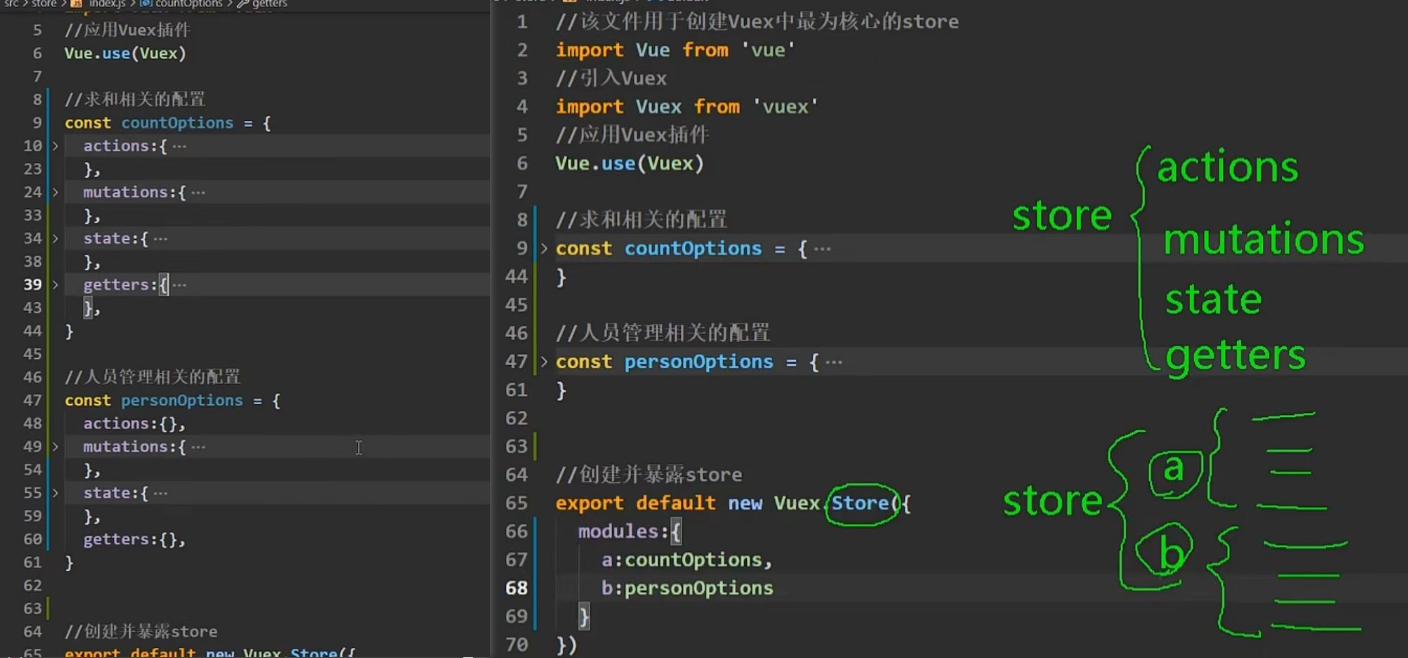 src > store > JS index.js > countOptions > getters
5 //应用Vuex插件
6 Vue.use(Vuex)
7
8 //求和相关的配置
9 const countOptions = {
10 > actions:{ ···
23 },
24 > mutations:{ ···
33 },
34 > state:{ ···
38 },
39 > getters:{ ···
43 },
44 }
45
46 //人员管理相关的配置
47 const personOptions = {
48 actions:{},
49 > mutations:{ ···
54 },
55 > state:{ ···
59 },
60 getters:{},
61 }
62
63
64 //创建并暴露store
65 export default new Vuex.Store({
1 //该文件用于创建Vuex中最为核心的store
2 import Vue from 'vue'
3 //引入Vuex
4 import Vuex from 'vuex'
5 //应用Vuex插件
6 Vue.use(Vuex)
7
8 //求和相关的配置
9 > const countOptions = { ···
44 }
45
46 //人员管理相关的配置
47 > const personOptions = { ···
61 }
62
63
64 //创建并暴露store
65 export default new Vuex.Store({
66 modules:{
67 a:countOptions,
68 b:personOptions
69 }
70 })
store
actions
mutations
state
getters
store
a
b